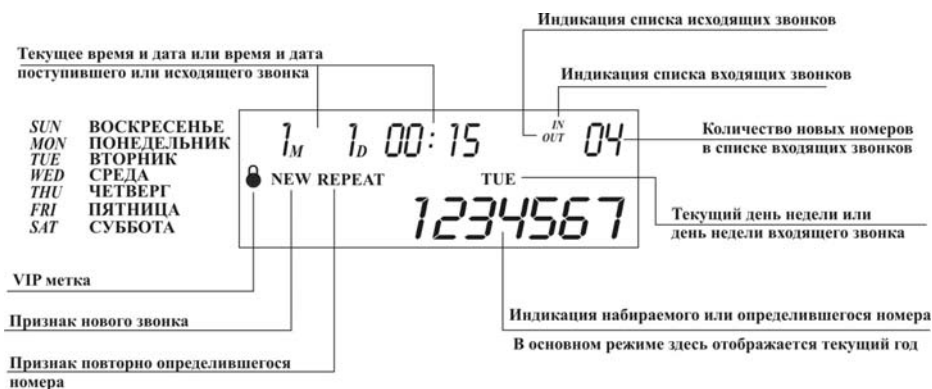 Индикация списка исходящих звонков
Текущее время и дата или время и дата
поступившего или исходящего звонка
Индикация списка входящих звонков
SUN ВОСКРЕСЕНЬЕ
MON ПОНЕДЕЛЬНИК
TUE ВТОРНИК
WED СРЕДА
THU ЧЕТВЕРГ
FRI ПЯТНИЦА
SAT СУББОТА
1M 1D 00:15 IN OUT 04
NEW REPEAT TUE
1234567
Количество новых номеров
в списке входящих звонков
Текущий день недели или
день недели входящего звонка
VIP метка
Признак нового звонка
Признак повторно определившегося
номера
Индикация набираемого или определившегося номера
В основном режиме здесь отображается текущий год